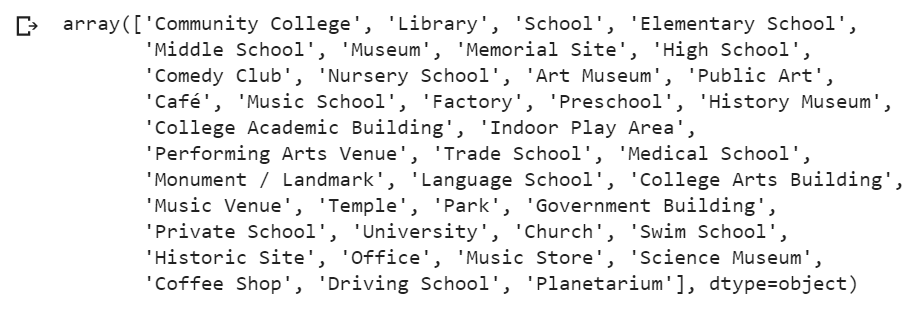 array(['Community College', 'Library', 'School', 'Elementary School',
'Middle School', 'Museum', 'Memorial Site', 'High School',
'Comedy Club', 'Nursery School', 'Art Museum', 'Public Art',
'Café', 'Music School', 'Factory', 'Preschool', 'History Museum',
'College Academic Building', 'Indoor Play Area',
'Performing Arts Venue', 'Trade School', 'Medical School',
'Monument / Landmark', 'Language School', 'College Arts Building',
'Music Venue', 'Temple', 'Park', 'Government Building',
'Private School', 'University', 'Church', 'Swim School',
'Historic Site', 'Office', 'Music Store', 'Science Museum',
'Coffee Shop', 'Driving School', 'Planetarium'], dtype=object)